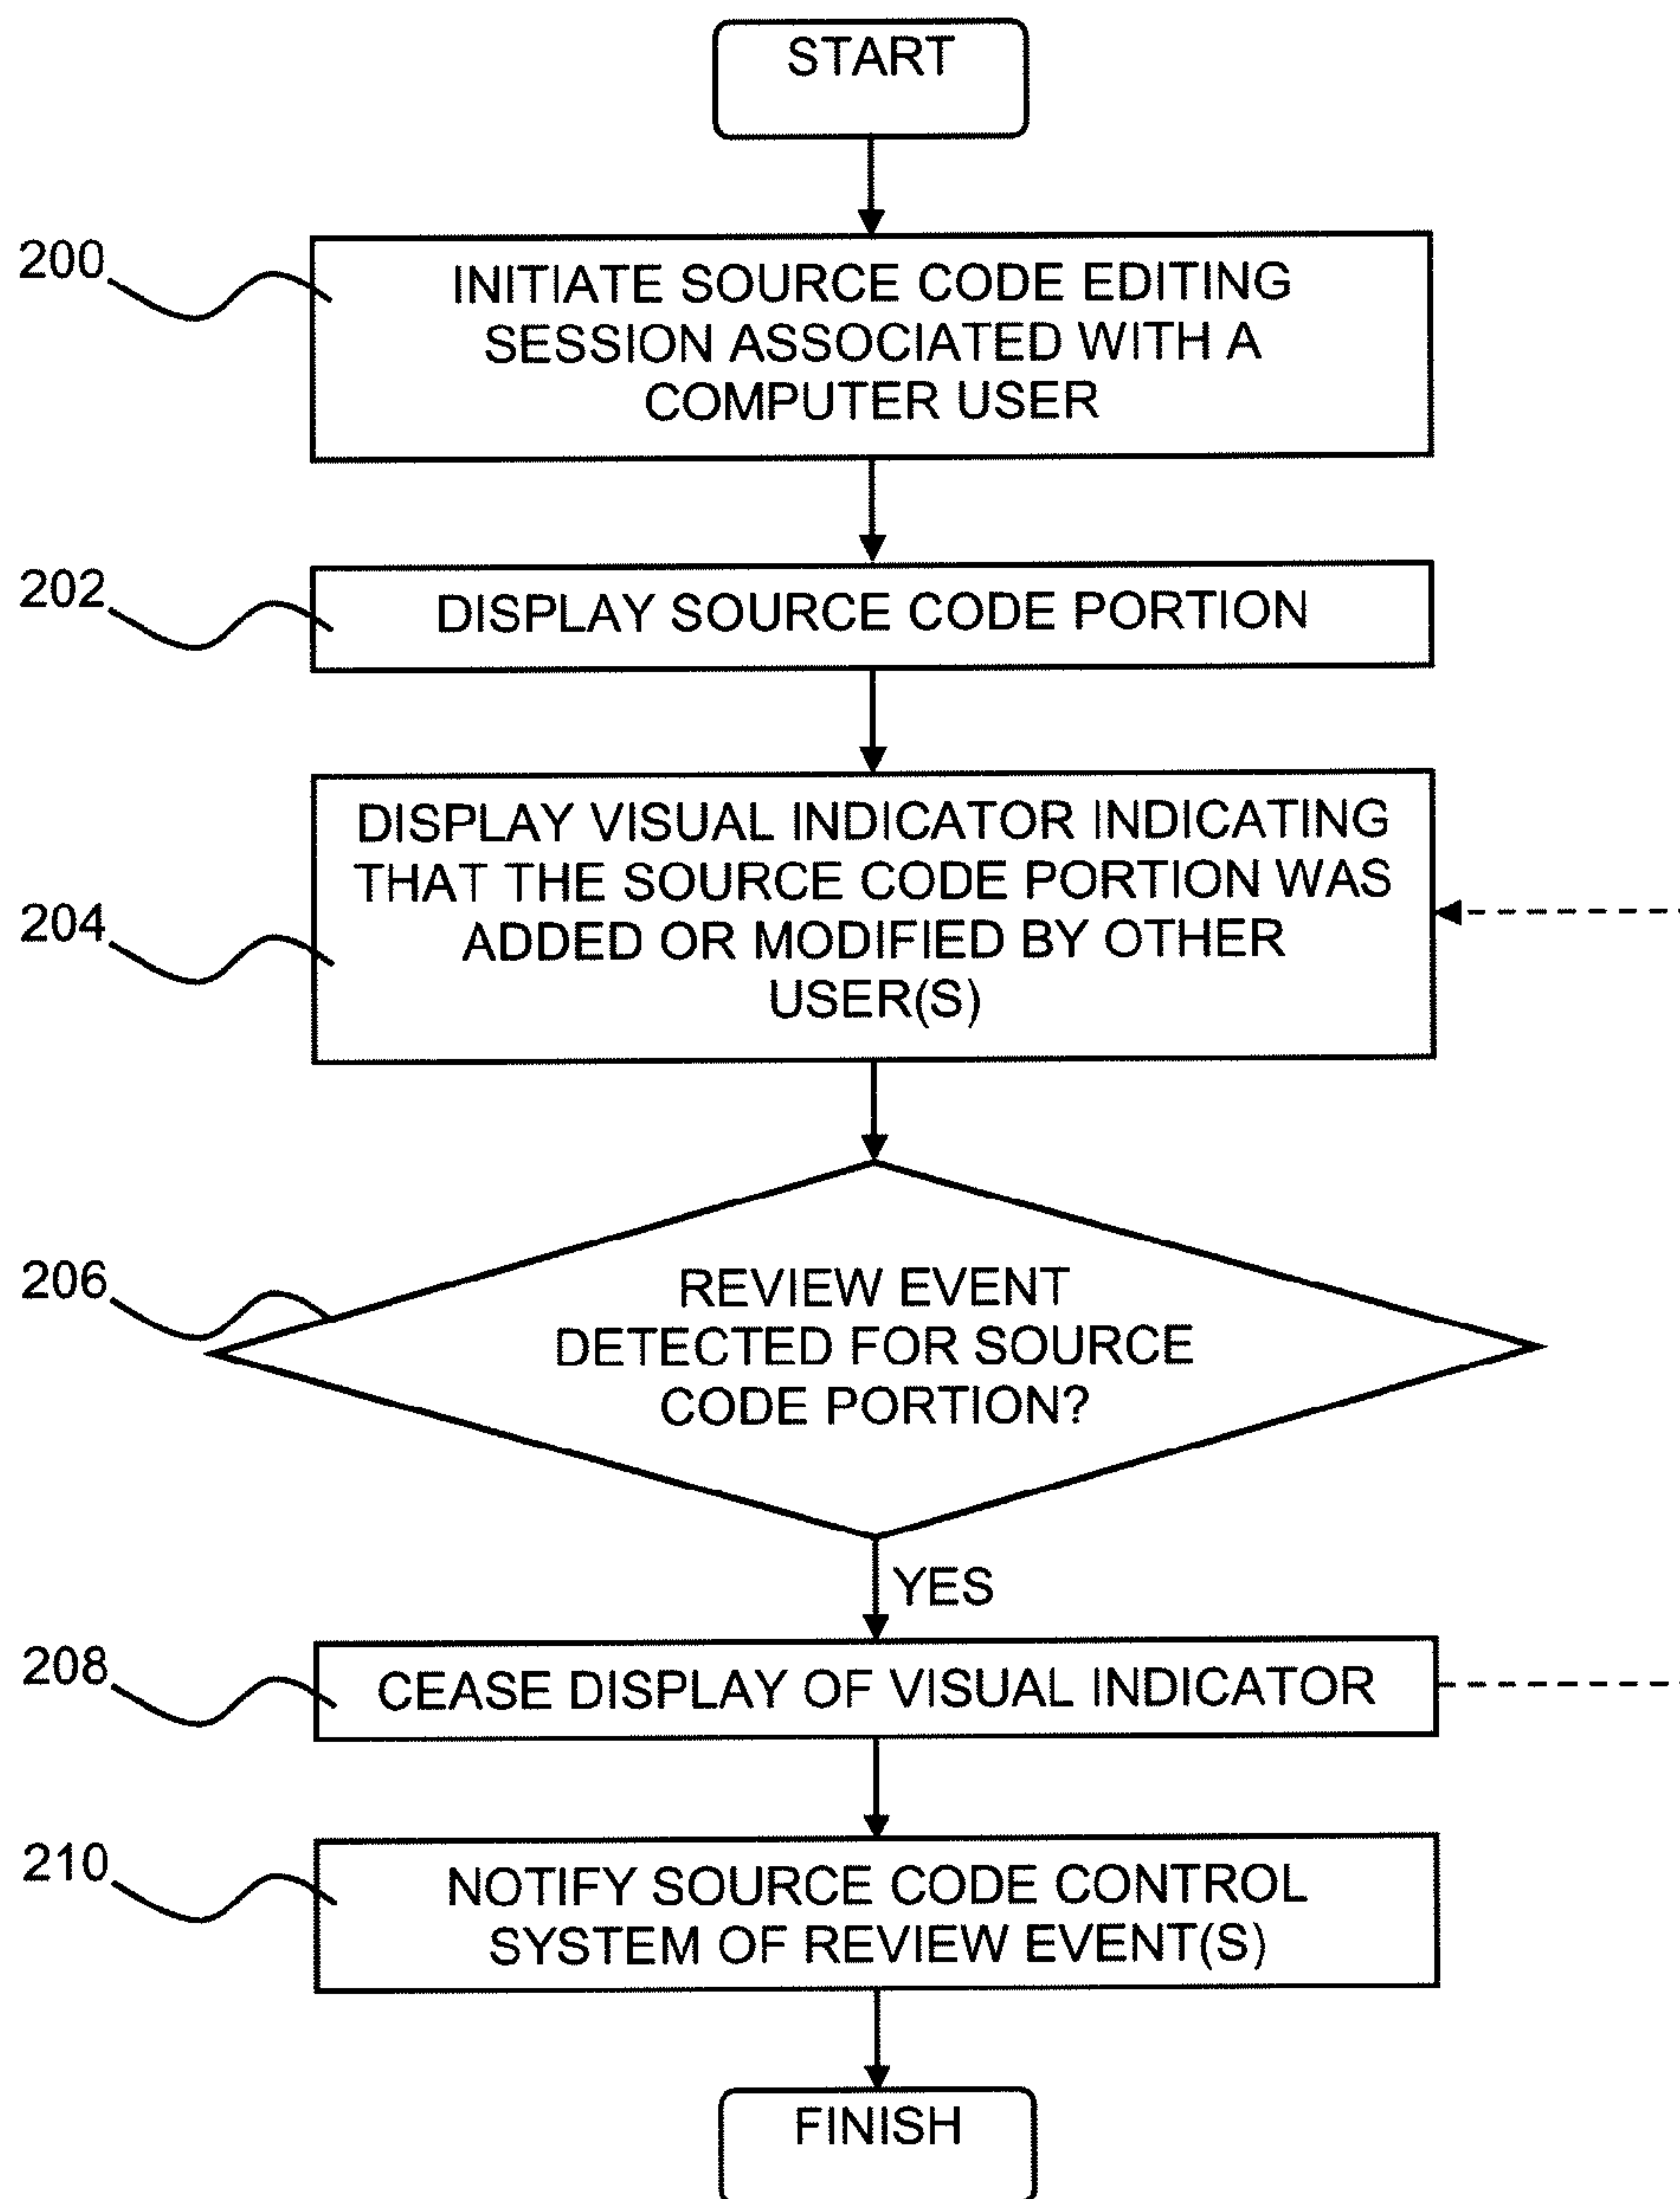 START
200
INITIATE SOURCE CODE EDITING
SESSION ASSOCIATED WITH A
COMPUTER USER
202
DISPLAY SOURCE CODE PORTION
204
DISPLAY VISUAL INDICATOR INDICATING
THAT THE SOURCE CODE PORTION WAS
ADDED OR MODIFIED BY OTHER
USER(S)
206
REVIEW EVENT
DETECTED FOR SOURCE
CODE PORTION?
YES
208
CEASE DISPLAY OF VISUAL INDICATOR
210
NOTIFY SOURCE CODE CONTROL
SYSTEM OF REVIEW EVENT(S)
FINISH